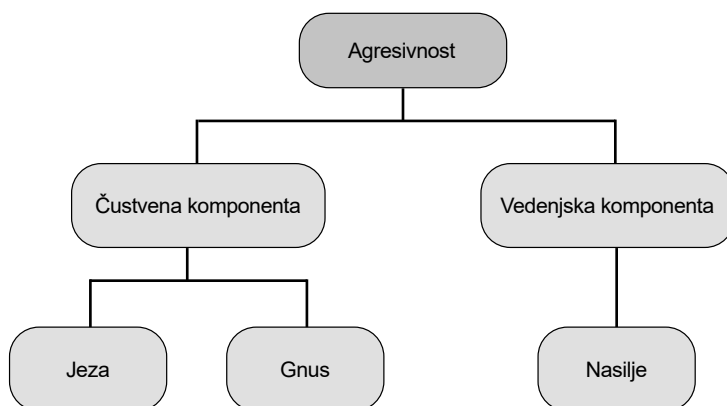 Agresivnost
Čustvena komponenta
Vedenjska komponenta
Jeza
Gnus
Nasilje